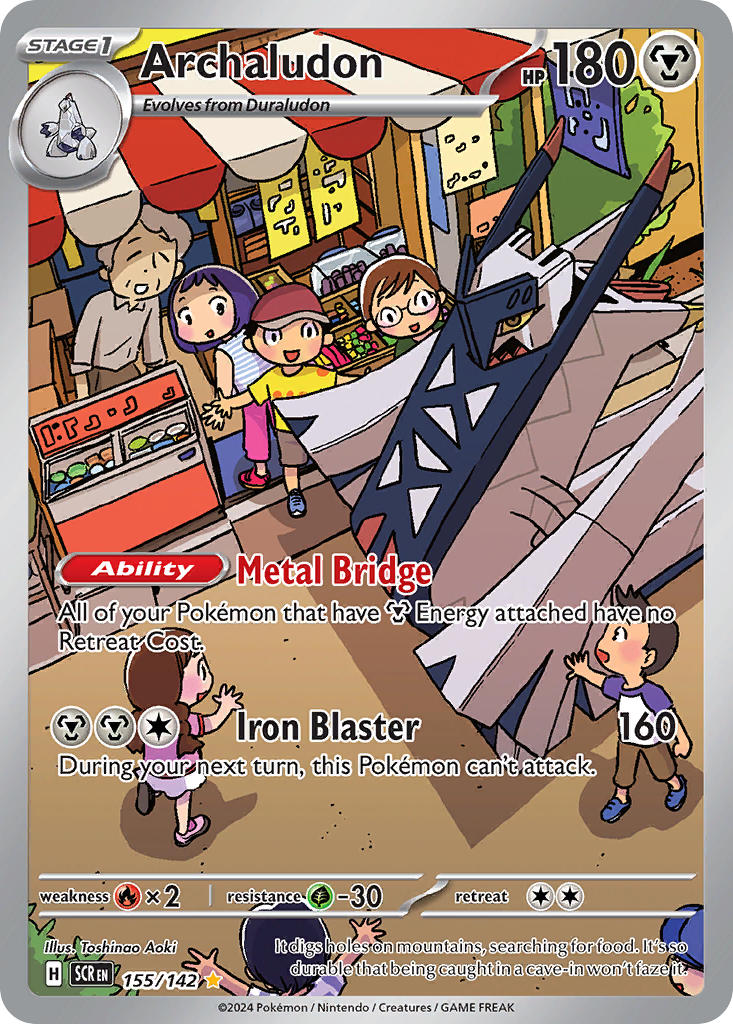 STAGE1
Archaludon
HP 180
Evolves from Duraludon
Ability Metal Bridge
All of your Pokémon that have Energy attached have no
Retreat Cost.
Iron Blaster 160
During your next turn, this Pokémon can't attack.
weakness ×2 resistance -30 retreat
Illus. Toshinao Aoki
It digs holes on mountains, searching for food. It's so
durable that being caught in a cave-in won't faze it.
H SCR EN 155/142
©2024 Pokémon / Nintendo / Creatures / GAME FREAK